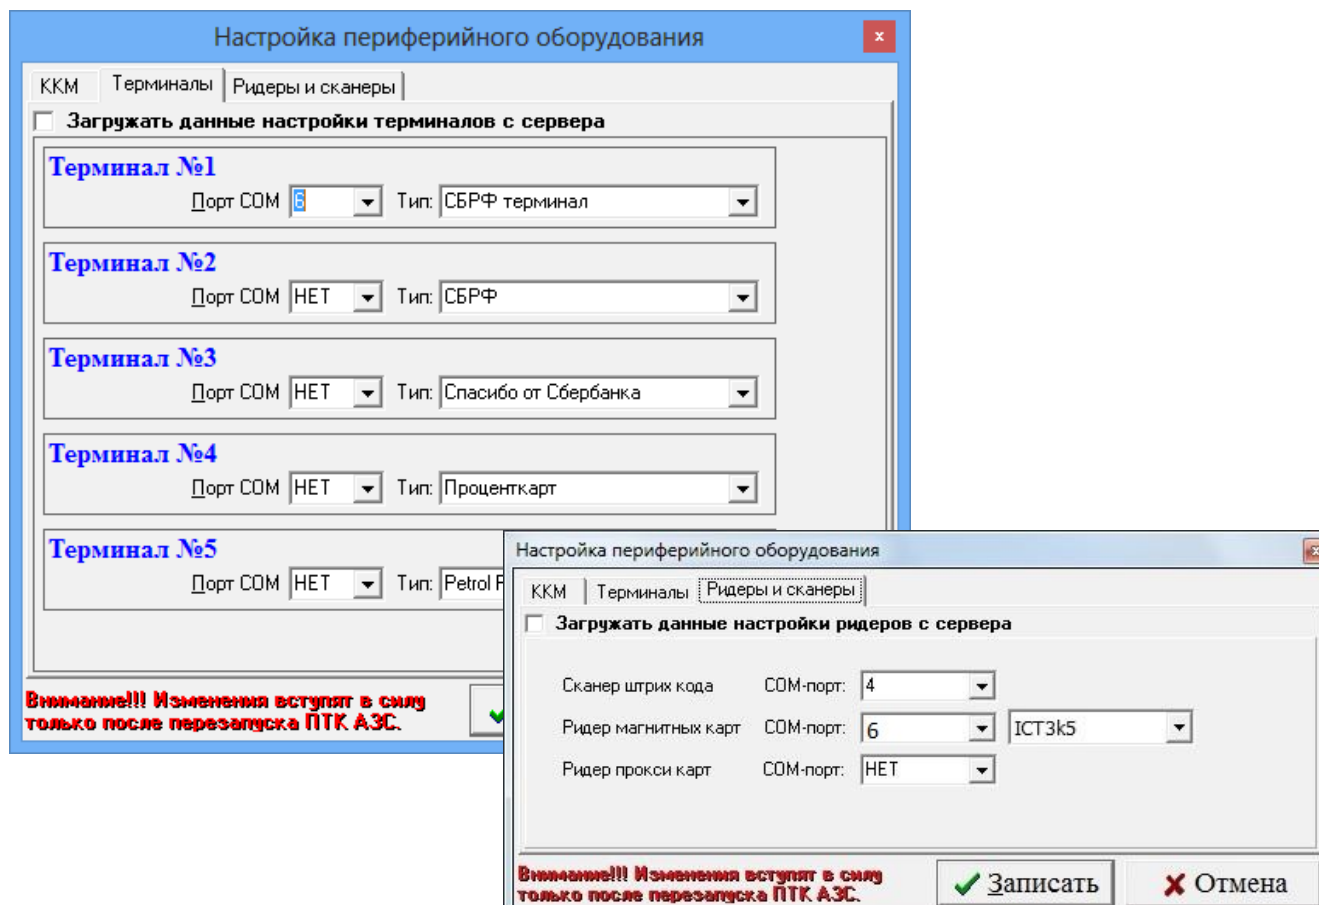 Настройка периферийного оборудования
x
ККМ Терминалы Ридеры и сканеры
Загружать данные настройки терминалов с сервера
Терминал №1
Порт COM 6 Тип: СБРФ терминал
Терминал №2
Порт COM НЕТ Тип: СБРФ
Терминал №3
Порт COM НЕТ Тип: Спасибо от Сбербанка
Терминал №4
Порт COM НЕТ Тип: Проценткарт
Терминал №5
Порт COM НЕТ Тип: Petrol
Внимание!!! Изменения вступят в силу
только после перезапуска ПТК АЗС.
Настройка периферийного оборудования
x
ККМ Терминалы Ридеры и сканеры
Загружать данные настройки ридеров с сервера
Сканер штрих кода COM-порт: 4
Ридер магнитных карт COM-порт: 6 ICT3k5
Ридер прокси карт COM-порт: НЕТ
Внимание!!! Изменения вступят в силу
только после перезапуска ПТК АЗС.
Записать Отмена